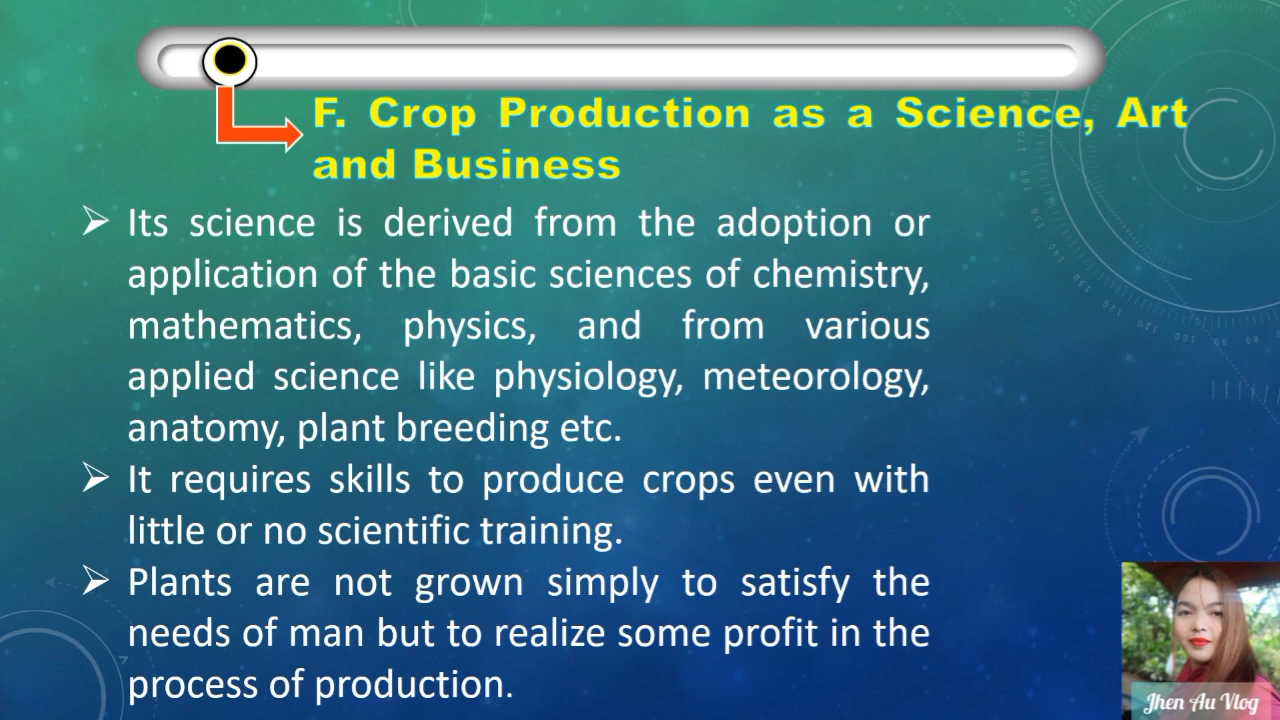 F. Crop Production as a Science, Art
and Business
Its science is derived from the adoption or
application of the basic sciences of chemistry,
mathematics, physics, and from various
applied science like physiology, meteorology,
anatomy, plant breeding etc.
It requires skills to produce crops even with
little or no scientific training.
Plants are not grown simply to satisfy the
needs of man but to realize some profit in the
process of production.
Jhen Au Vlog